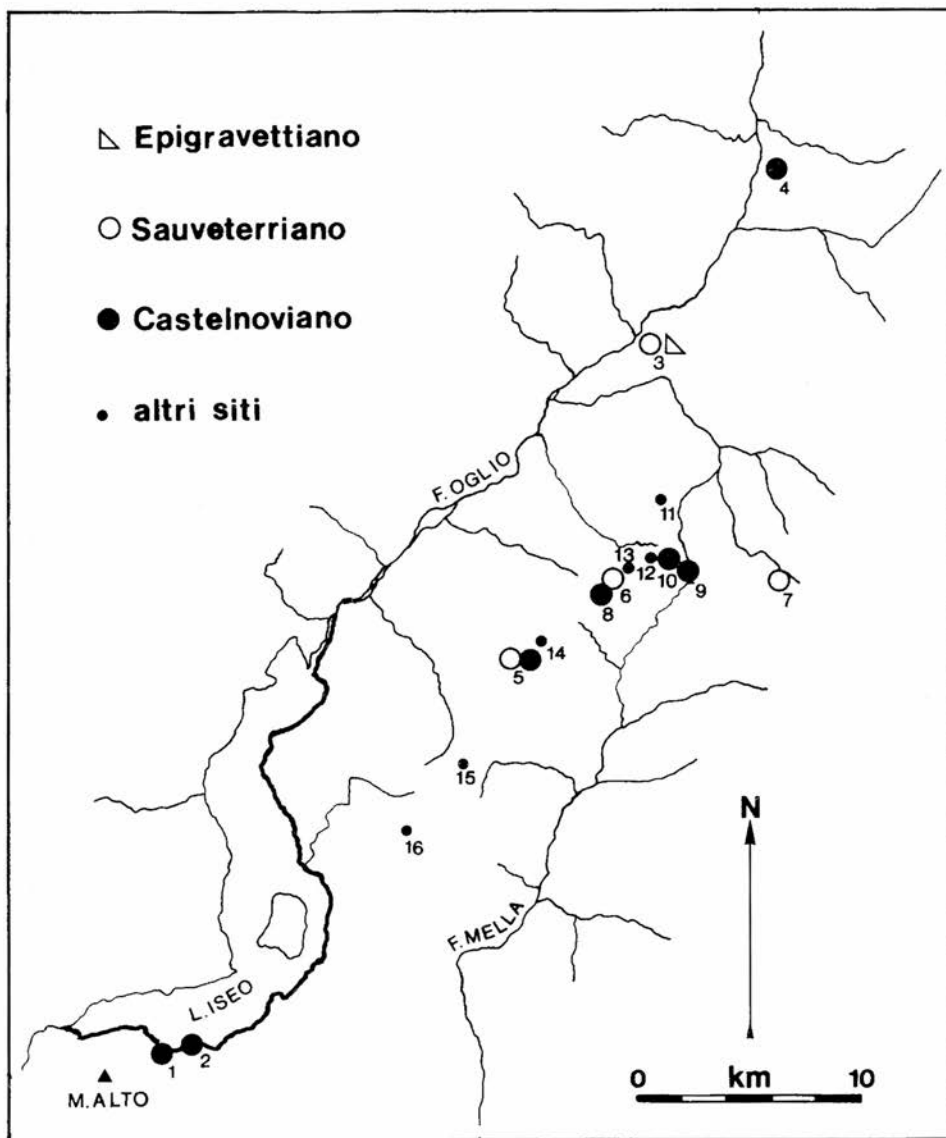 Epigravettiano
Sauveterriano
Castelnoviano
altri siti
4
3
F. OGLIO
11
13
12
10
9
6
8
7
14
5
15
16
N
F. MELLA
L. ISEO
1
2
M. ALTO
0 km 10